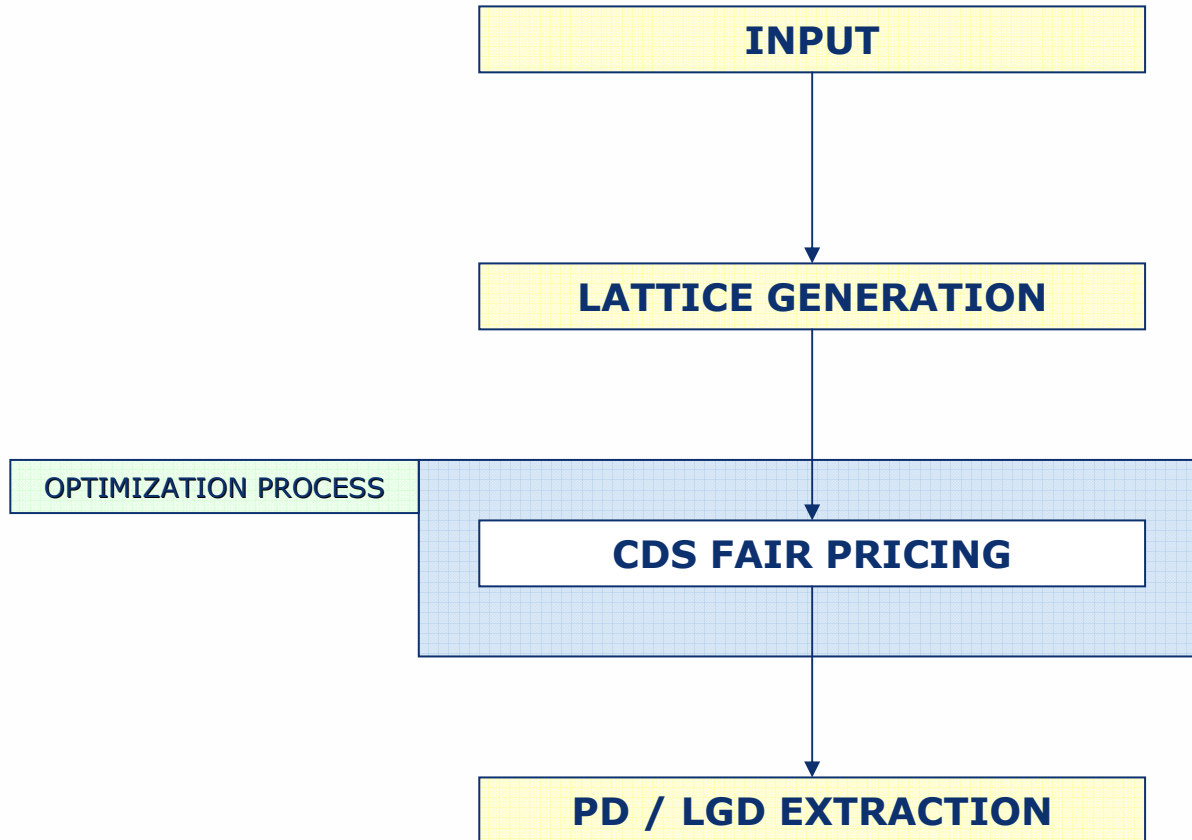 INPUT
LATTICE GENERATION
OPTIMIZATION PROCESS
CDS FAIR PRICING
PD / LGD EXTRACTION